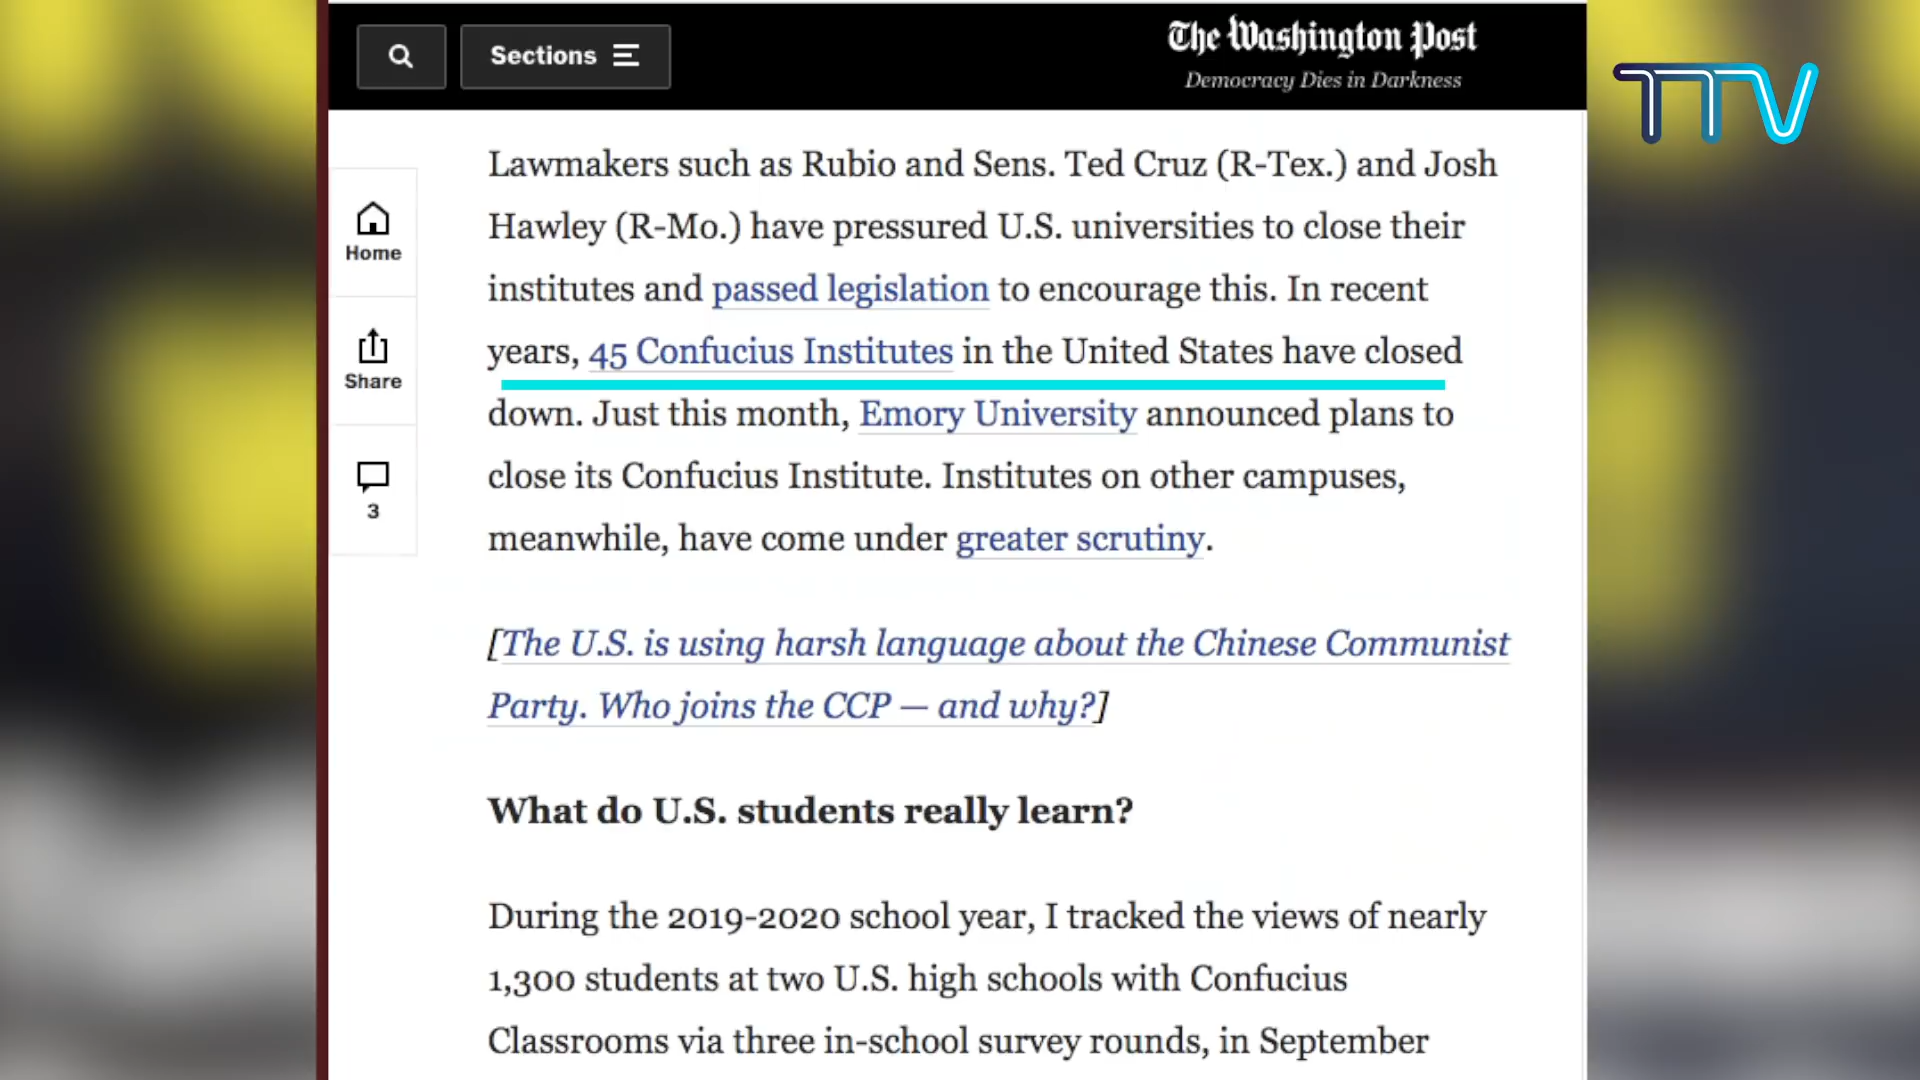 Sections
The Washington Post
Democracy Dies in Darkness
TTV
Home
Share
3
Lawmakers such as Rubio and Sens. Ted Cruz (R-Tex.) and Josh
Hawley (R-Mo.) have pressured U.S. universities to close their
institutes and passed legislation to encourage this. In recent
years, 45 Confucius Institutes in the United States have closed
down. Just this month, Emory University announced plans to
close its Confucius Institute. Institutes on other campuses,
meanwhile, have come under greater scrutiny.
[The U.S. is using harsh language about the Chinese Communist
Party. Who joins the CCP — and why?]
What do U.S. students really learn?
During the 2019-2020 school year, I tracked the views of nearly
1,300 students at two U.S. high schools with Confucius
Classrooms via three in-school survey rounds, in September